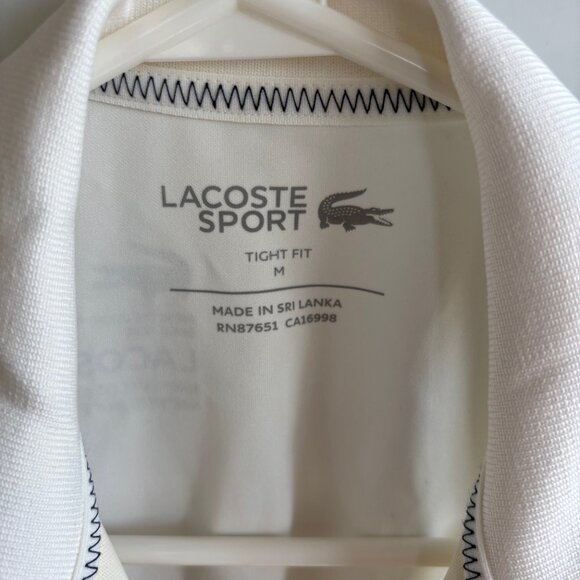 LACOSTE
SPORT
TIGHT FIT
M
MADE IN SRI LANKA
RN87651 CA16998